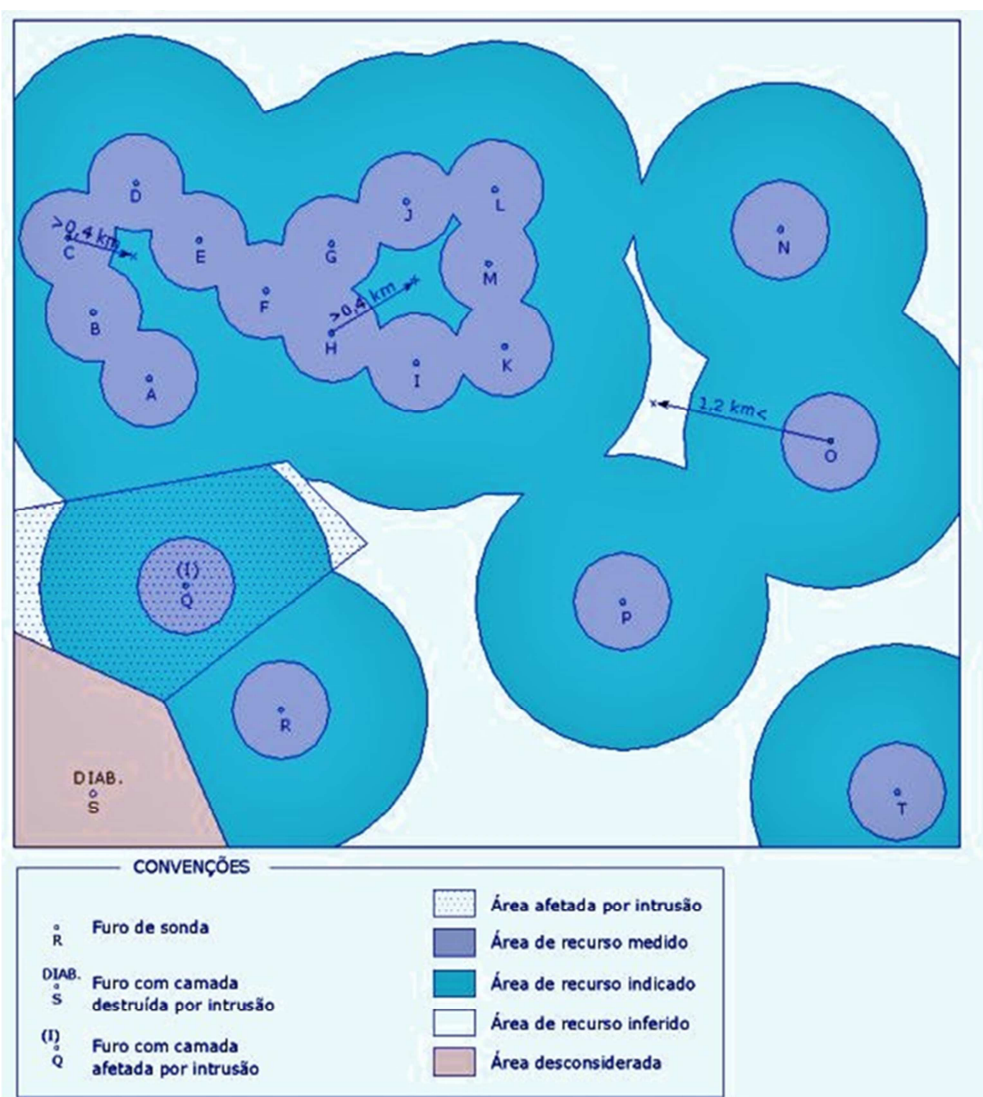 D
>0,4 km
C
E
B
A
F
G
J
L
M
>0,4 km
H
I
K
N
1,2 km<
O
(I)
Q
P
R
DIAB.
S
T
CONVENÇÕES
R
Furo de sonda
DIAB.
S
Furo com camada
destruída por intrusão
(I)
Q
Furo com camada
afetada por intrusão
Área afetada por intrusão
Área de recurso medido
Área de recurso indicado
Área de recurso inferido
Área desconsiderada